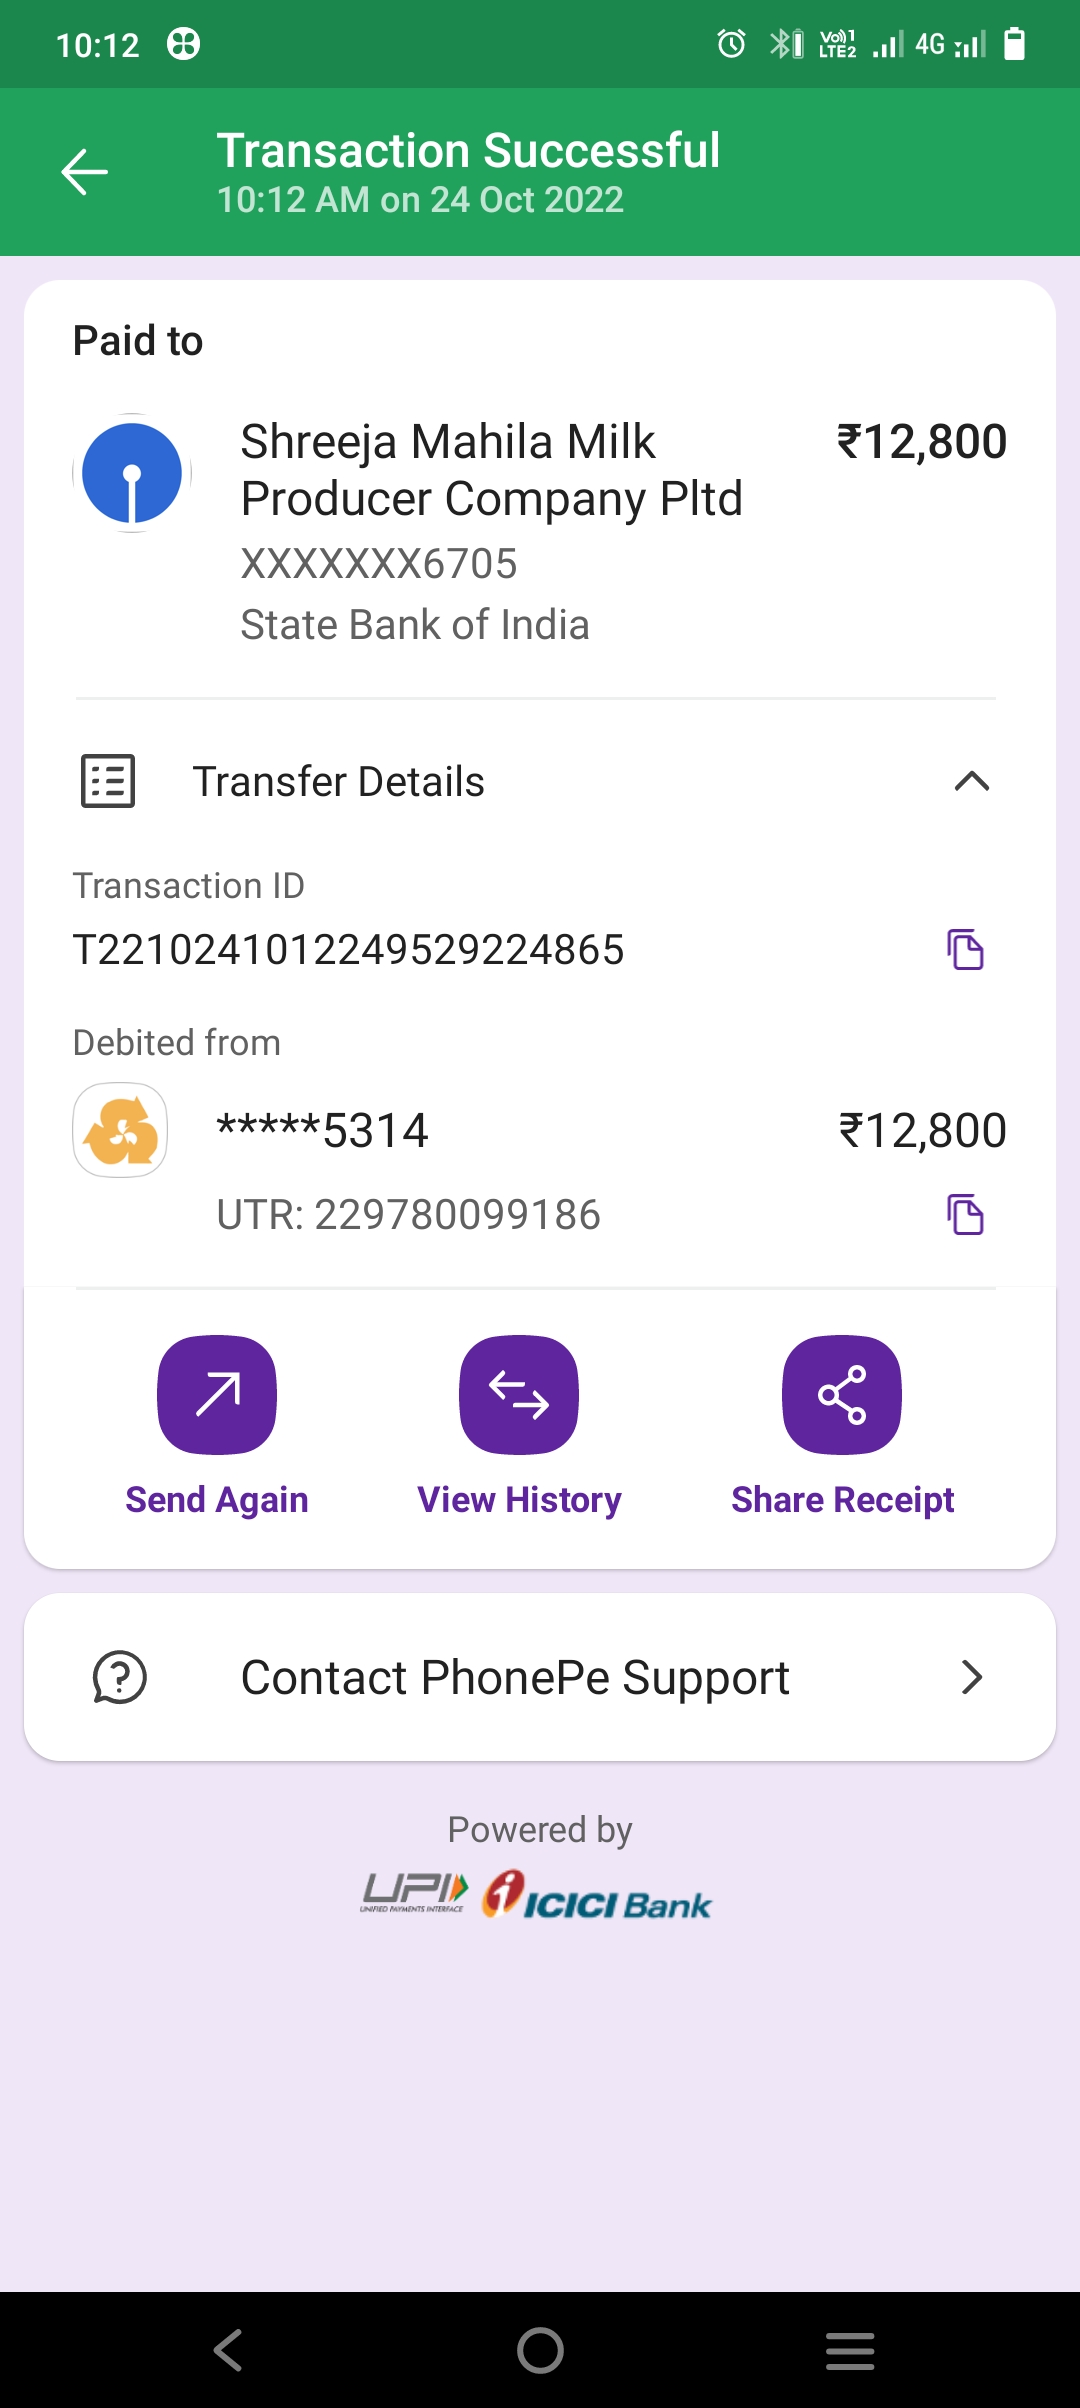 10:12
Vo)) 1
LTE2
4G
Transaction Successful
10:12 AM on 24 Oct 2022
Paid to
Shreeja Mahila Milk
Producer Company Pltd
₹12,800
XXXXXXX6705
State Bank of India
Transfer Details
Transaction ID
T2210241012249529224865
Debited from
*****5314
₹12,800
UTR: 229780099186
Send Again
View History
Share Receipt
Contact PhonePe Support
Powered by
UPI
UNIFIED PAYMENTS INTERFACE
ICICI Bank